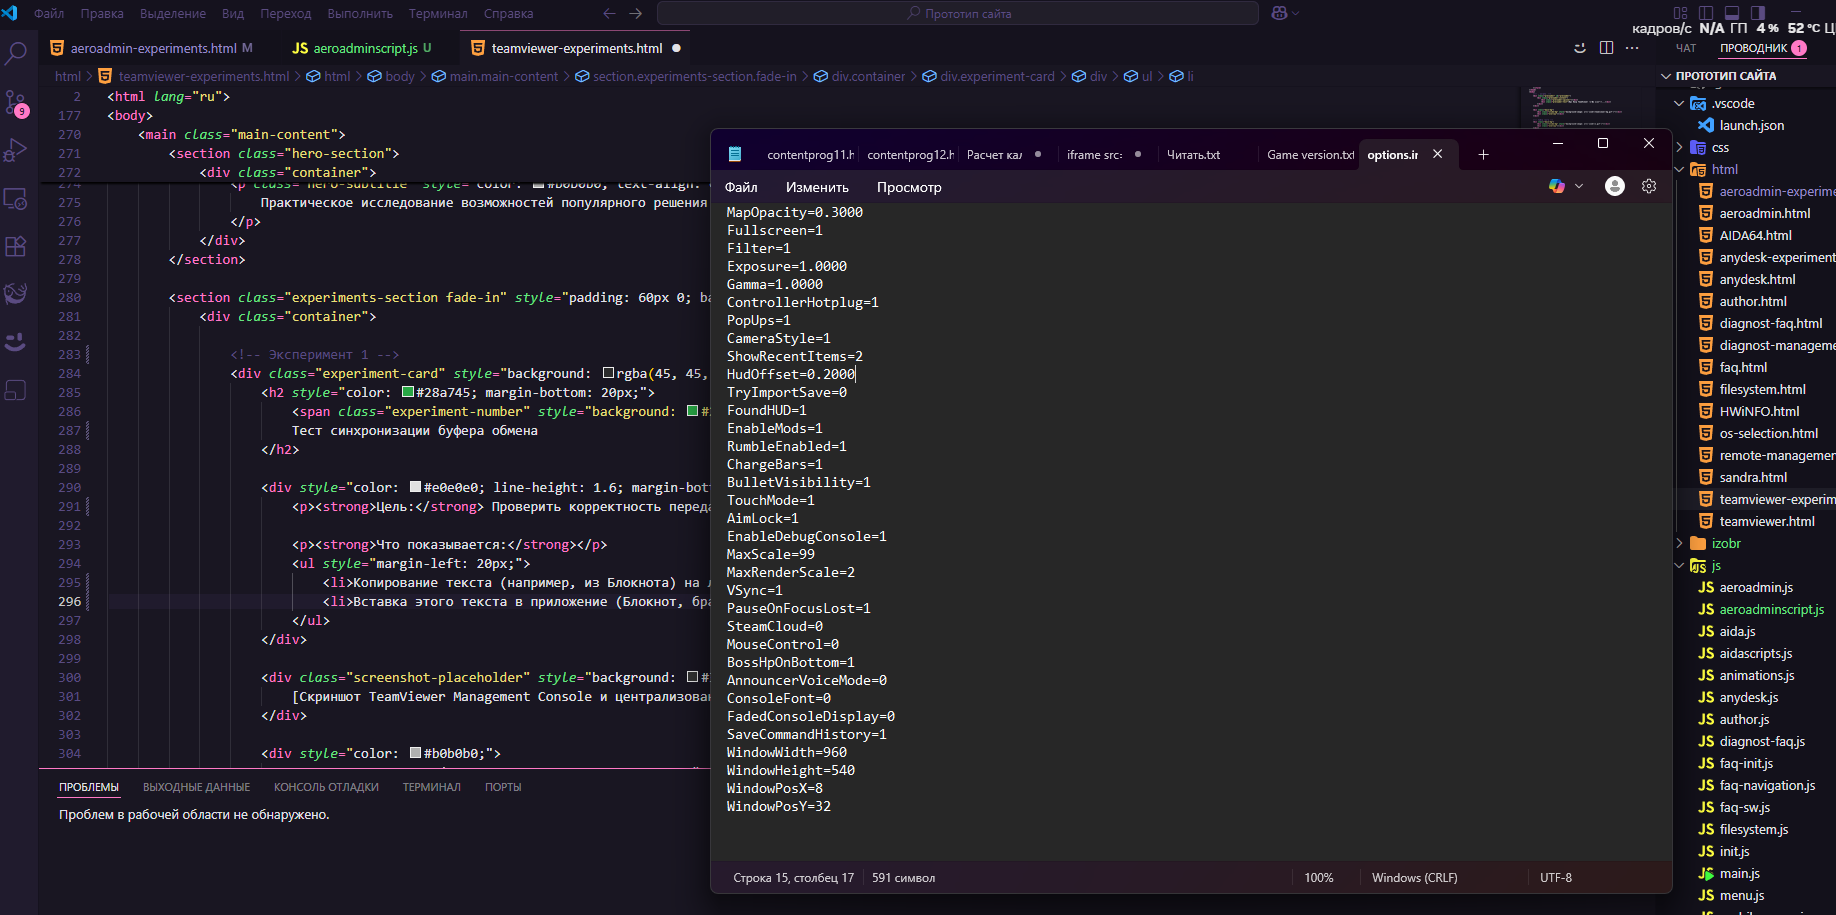 Файл Правка Выделение Вид Переход Выполнить Терминал Справка
Прототип сайта
кадров/с N/A ГП 4 % 52 °C
aeroadmin-experiments.html M
JS aeroadminscript.js U
teamviewer-experiments.html
ЧАТ
ПРОВОДНИК 1
html > teamviewer-experiments.html > html > body > main.main-content > section.experiments-section.fade-in > div.container > div.experiment-card > div > ul > li
9
2 <html lang="ru">
177 <body>
270 <main class="main-content">
271 <section class="hero-section">
272 <div class="container">
274 <p class="hero-subtitle" style="color: #b0b0b0; text-align:
275 Практическое исследование возможностей популярного решения
276 </p>
277 </div>
278 </section>
279
280 <section class="experiments-section fade-in" style="padding: 60px 0;
281 <div class="container">
282
283 <!-- Эксперимент 1 -->
284 <div class="experiment-card" style="background: rgba(45, 45,
285 <h2 style="color: #28a745; margin-bottom: 20px;">
286 <span class="experiment-number" style="background: #
287 Тест синхронизации буфера обмена
288 </h2>
289
290 <div style="color: #e0e0e0; line-height: 1.6;
291 <p><strong>Цель:</strong> Проверить корректность
292
293 <p><strong>Что показывается:</strong></p>
294 <ul style="margin-left: 20px;">
295 <li>Копирование текста (например, из Блокнота) на
296 <li>Вставка этого текста в приложение (Блокнот,
297 </ul>
298 </div>
299
300 <div class="screenshot-placeholder" style="background: #
301 [Скриншот TeamViewer Management Console и
302 </div>
303
304 <div style="color: #b0b0b0;">
ПРОБЛЕМЫ ВЫХОДНЫЕ ДАННЫЕ КОНСОЛЬ ОТЛАДКИ ТЕРМИНАЛ ПОРТЫ
Проблем в рабочей области не обнаружено.
contentprog11.h
contentprog12.h
Расчет кал
iframe src:
Читать.txt
Game version.txt
options.ir
Файл Изменить Просмотр
MapOpacity=0.3000
Fullscreen=1
Filter=1
Exposure=1.0000
Gamma=1.0000
ControllerHotplug=1
PopUps=1
CameraStyle=1
ShowRecentItems=2
HudOffset=0.2000
TryImportSave=0
FoundHUD=1
EnableMods=1
RumbleEnabled=1
ChargeBars=1
BulletVisibility=1
TouchMode=1
AimLock=1
EnableDebugConsole=1
MaxScale=99
MaxRenderScale=2
VSync=1
PauseOnFocusLost=1
SteamCloud=0
MouseControl=0
BossHpOnBottom=1
AnnouncerVoiceMode=0
ConsoleFont=0
FadedConsoleDisplay=0
SaveCommandHistory=1
WindowWidth=960
WindowHeight=540
WindowPosX=8
WindowPosY=32
Строка 15, столбец 17
591 символ
100%
Windows (CRLF)
UTF-8
ПРОТОТИП САЙТА
.vscode
launch.json
css
html
aeroadmin-experime
aeroadmin.html
AIDA64.html
anydesk-experiment
anydesk.html
author.html
diagnost-faq.html
diagnost-manageme
faq.html
filesystem.html
HWiNFO.html
os-selection.html
remote-managemer
sandra.html
teamviewer-experim
teamviewer.html
izobr
js
JS aeroadmin.js
JS aeroadminscript.js
JS aida.js
JS aidascripts.js
JS animations.js
JS anydesk.js
JS author.js
JS diagnost-faq.js
JS faq-init.js
JS faq-navigation.js
JS faq-sw.js
JS filesystem.js
JS init.js
JS main.js
JS menu.js